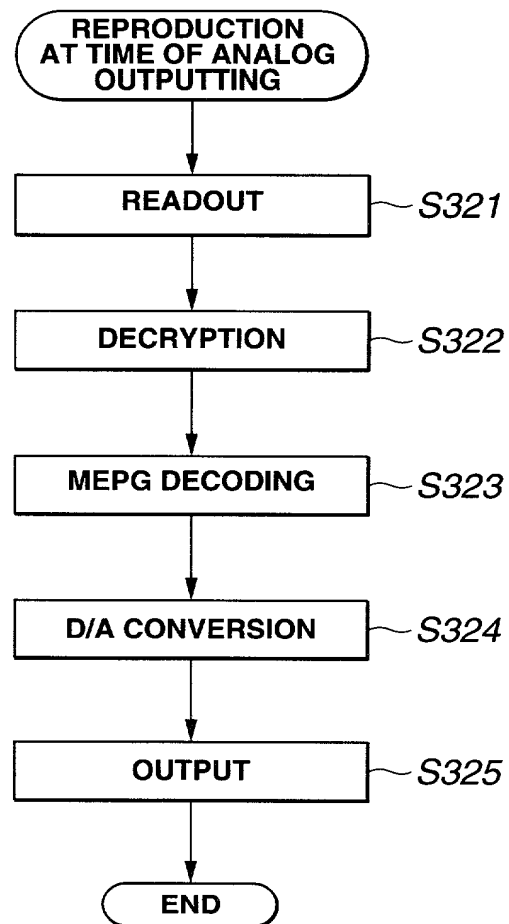 REPRODUCTION
AT TIME OF ANALOG
OUTPUTTING
READOUT
S321
DECRYPTION
S322
MEPG DECODING
S323
D/A CONVERSION
S324
OUTPUT
S325
END